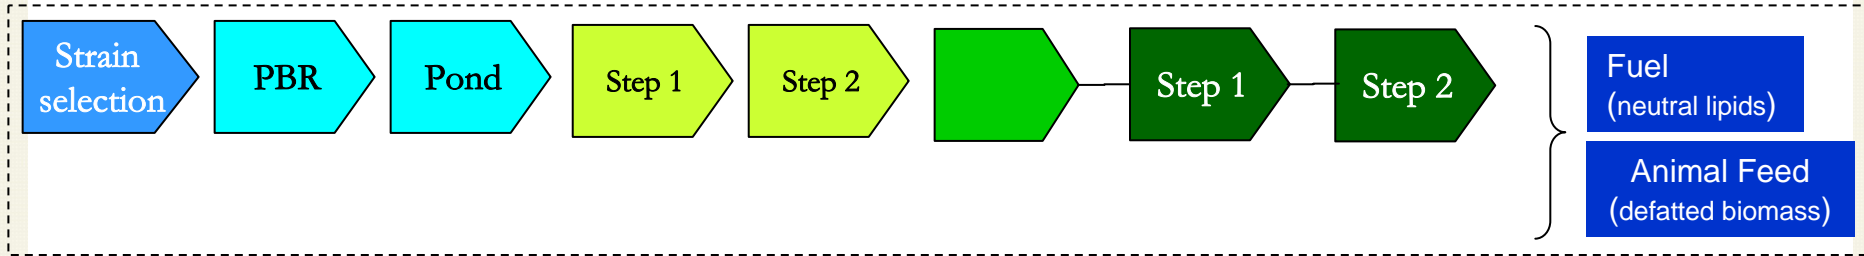 Strain
selection
PBR
Pond
Step 1
Step 2
Step 1
Step 2
Fuel
(neutral lipids)
Animal Feed
(defatted biomass)